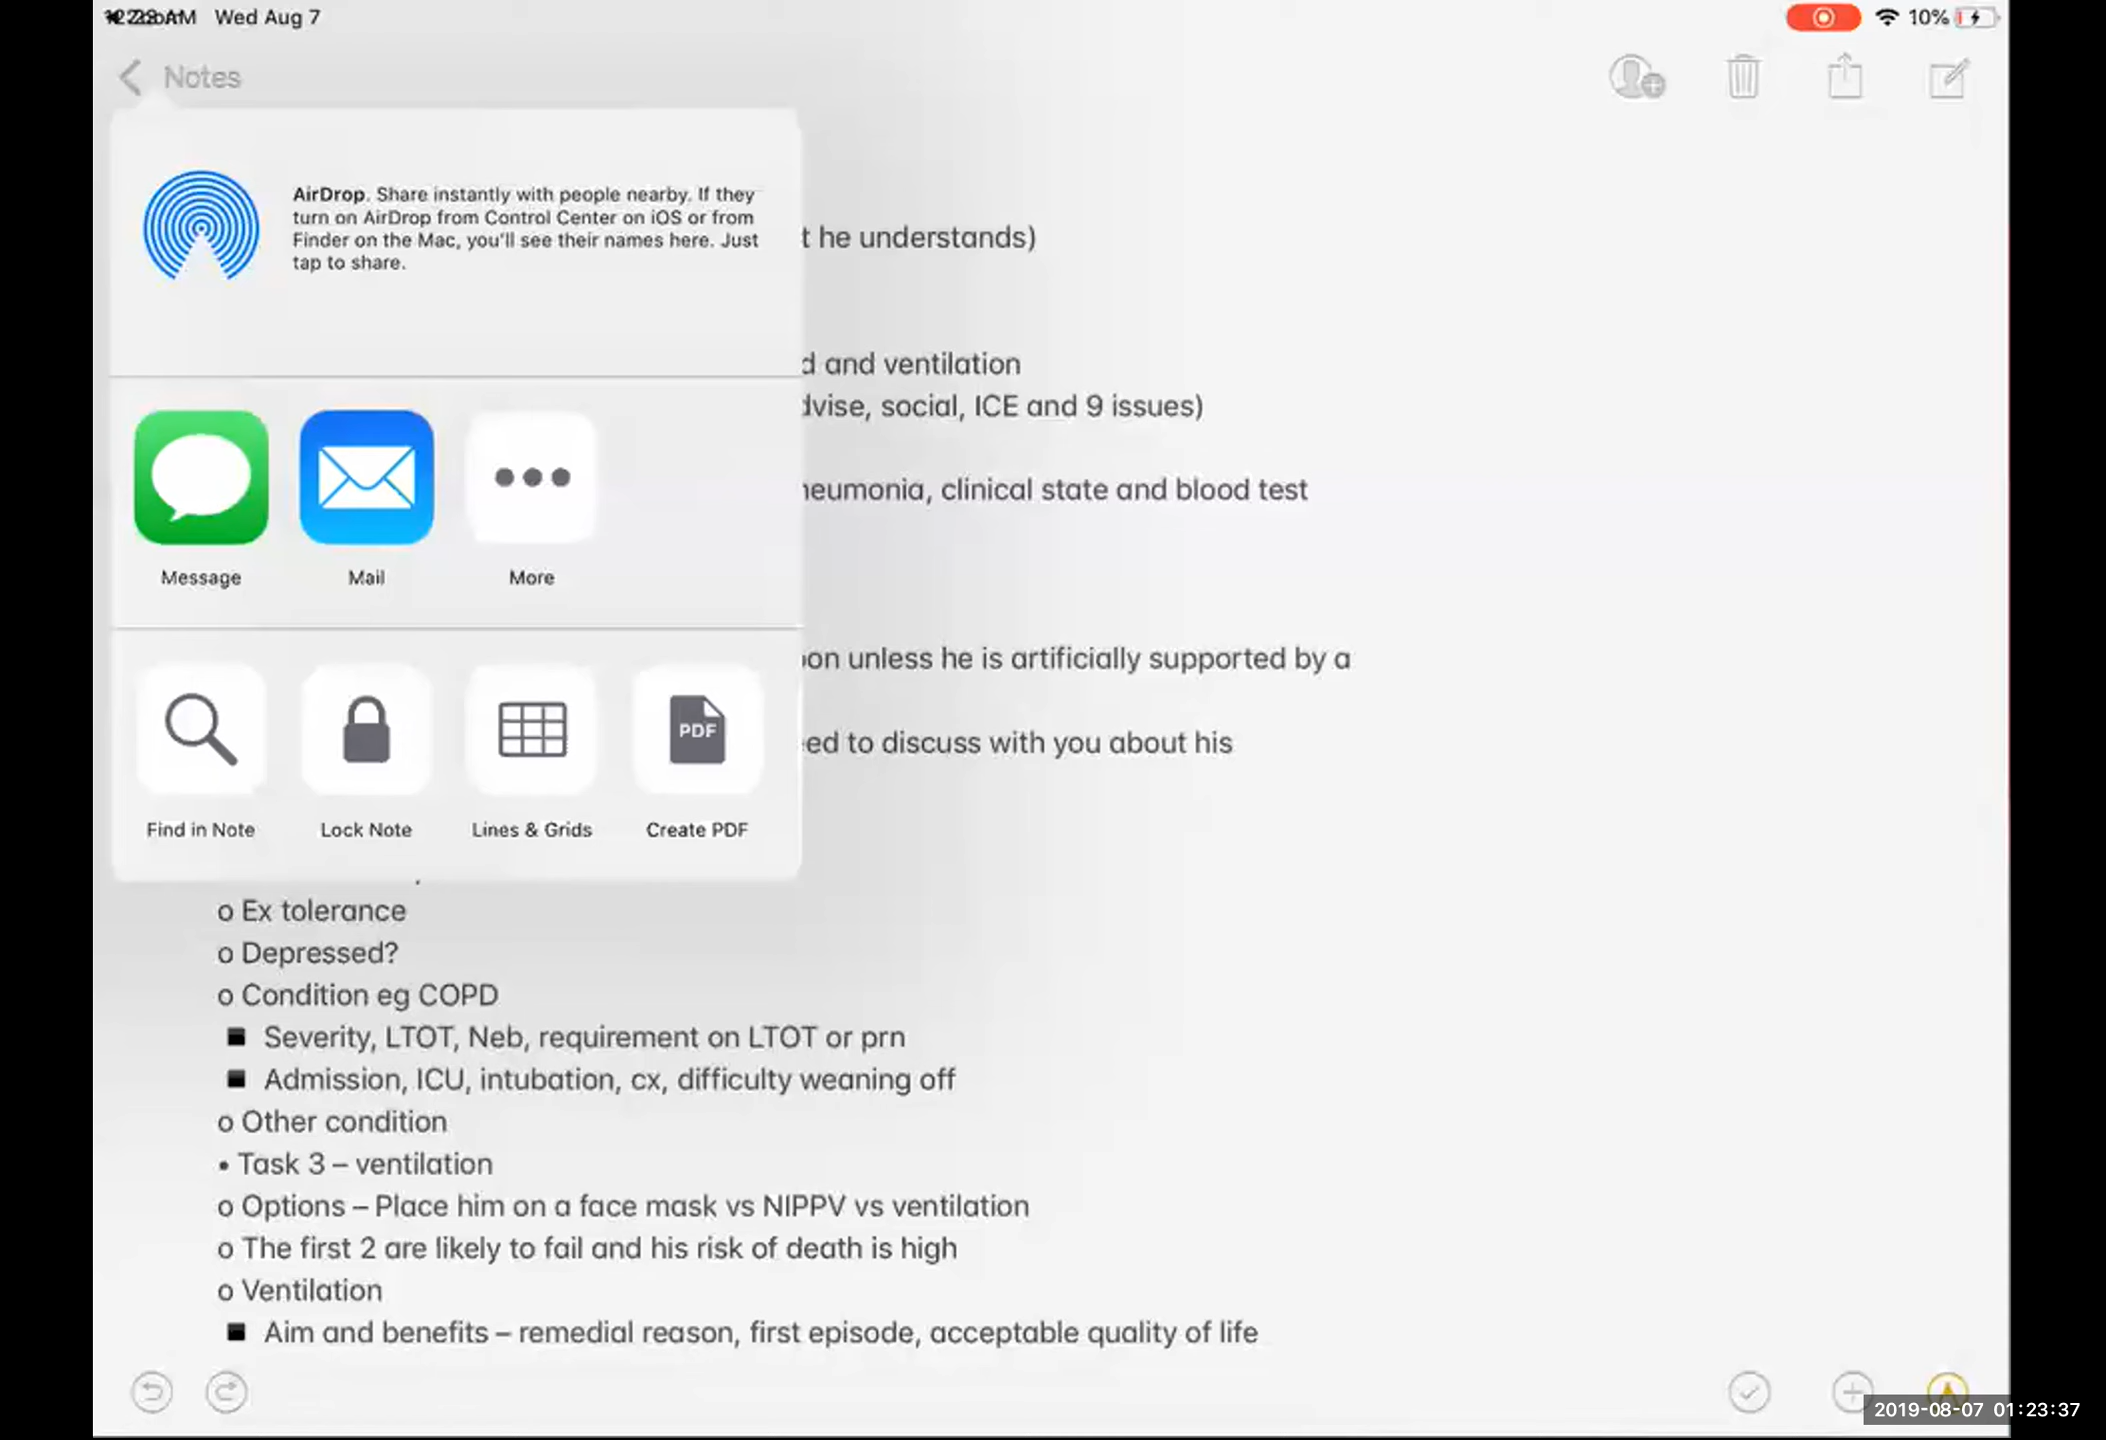 Wed Aug 7
10%
Notes
AirDrop. Share instantly with people nearby. If they
turn on AirDrop from Control Center on iOS or from
Finder on the Mac, you'll see their names here. Just
tap to share.
t he understands)
d and ventilation
dvise, social, ICE and 9 issues)
neumonia, clinical state and blood test
Message
Mail
More
on unless he is artificially supported by a
PDF
ed to discuss with you about his
Find in Note
Lock Note
Lines & Grids
Create PDF
o Ex tolerance
o Depressed?
o Condition eg COPD
■ Severity, LTOT, Neb, requirement on LTOT or prn
■ Admission, ICU, intubation, cx, difficulty weaning off
o Other condition
• Task 3 – ventilation
o Options – Place him on a face mask vs NIPPV vs ventilation
o The first 2 are likely to fail and his risk of death is high
o Ventilation
■ Aim and benefits – remedial reason, first episode, acceptable quality of life
2019-08-07 01:23:37